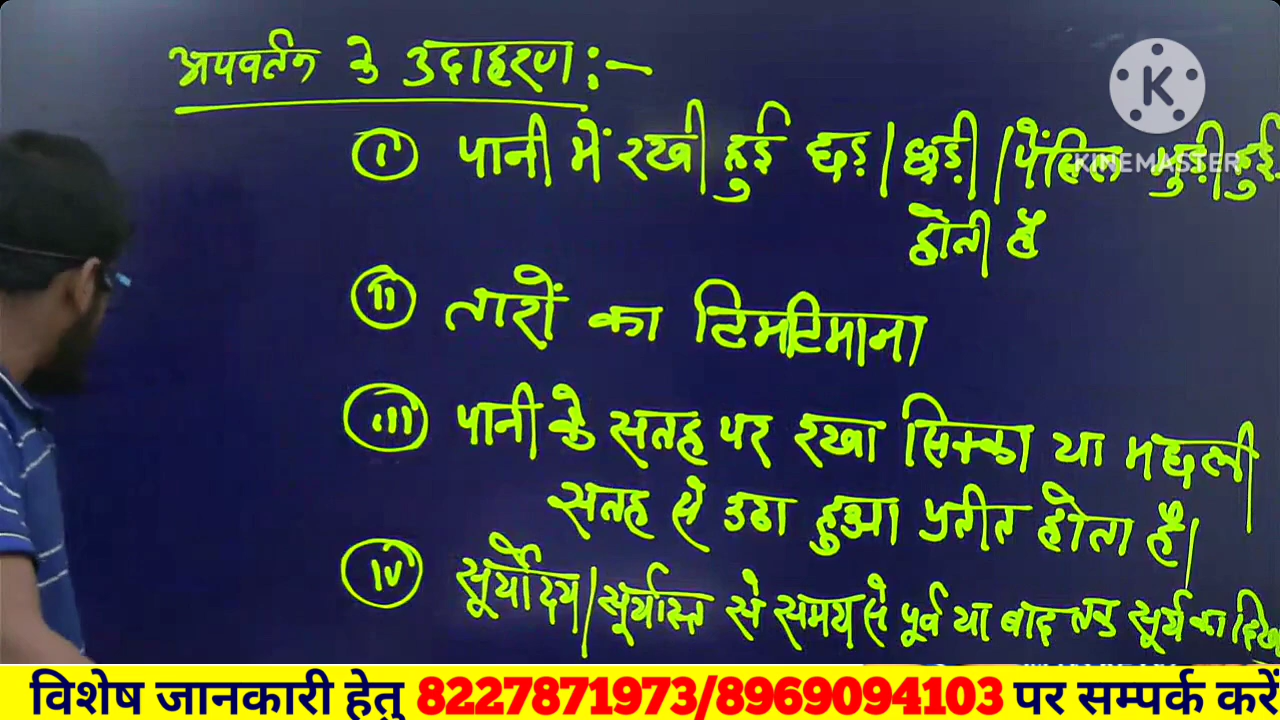 अपवर्तन के उदाहरण :-
K
KINEMASTER
(i) पानी में रखी हुई छड़ / छड़ी / पेंसिल मुड़ी हुई
होती है
(ii) तारों का टिमटिमाना
(iii) पानी के सतह पर रखा सिक्का या मछली
सतह से उठा हुआ प्रतीत होता है।
(iv) सूर्योदय / सूर्यास्त से समय से पूर्व या बाद तक सूर्य का
विशेष जानकारी हेतु 8227871973/8969094103 पर सम्पर्क करें